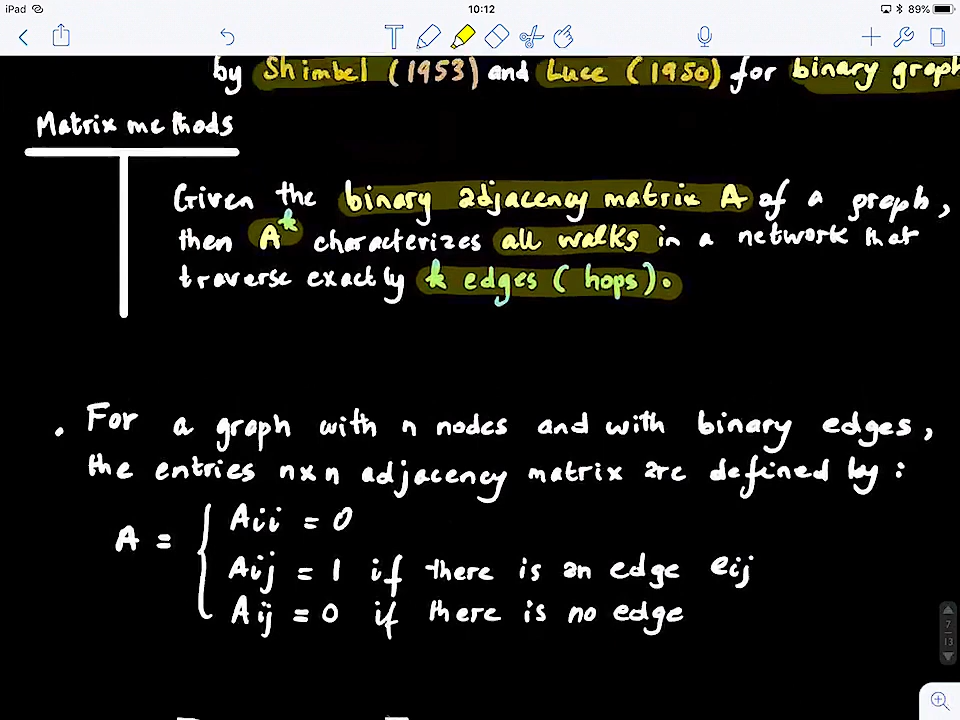 iPad 10:12 89%
by Shimbel (1953) and Luce (1950) for binary graph
Matrix methods
Given the binary adjacency matrix A of a graph,
then A^k characterizes all walks in a network that
traverse exactly k edges (hops).
. For a graph with n nodes and with binary edges,
the entries nxn adjacency matrix are defined by:
A = { Aii = 0
Aij = 1 if there is an edge eij
Aij = 0 if there is no edge
7
13